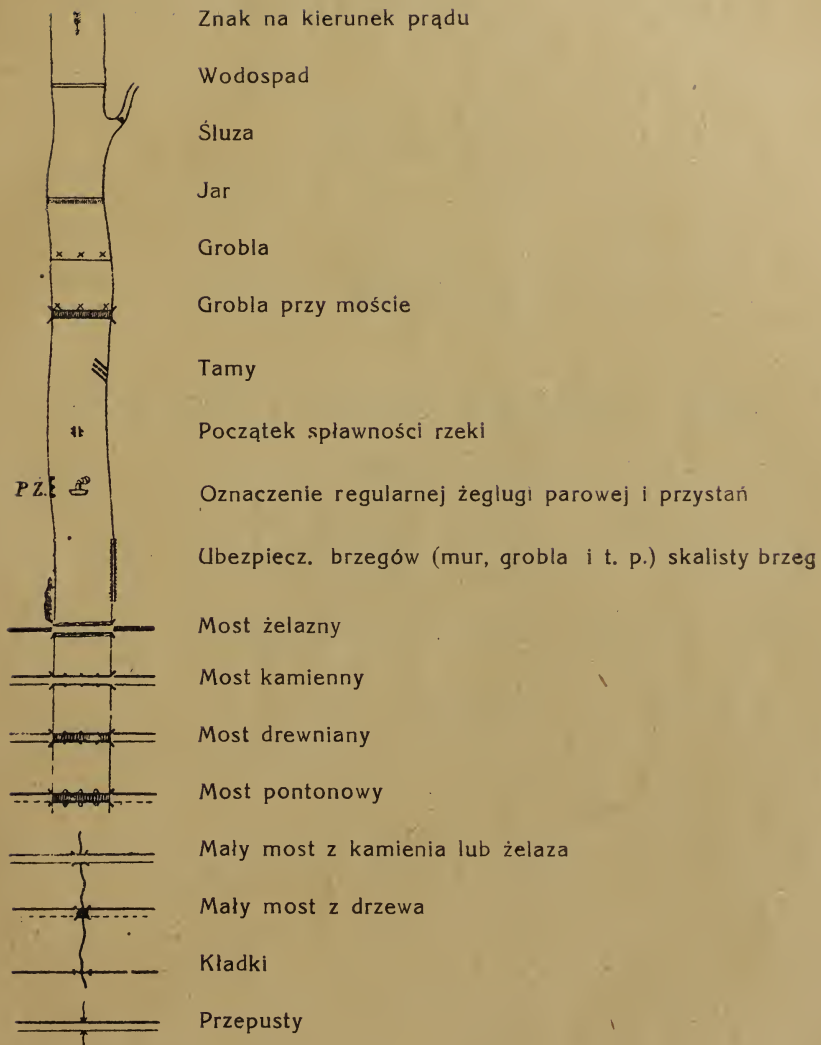 Znak na kierunek prądu
Wodospad
Śluza
Jar
Grobla
Grobla przy moście
Tamy
Początek spławności rzeki
P Ż. Oznaczenie regularnej żeglugi parowej i przystań
Ubezpiecz. brzegów (mur, grobla i t. p.) skalisty brzeg
Most żelazny
Most kamienny
Most drewniany
Most pontonowy
Mały most z kamienia lub żelaza
Mały most z drzewa
Kładki
Przepusty